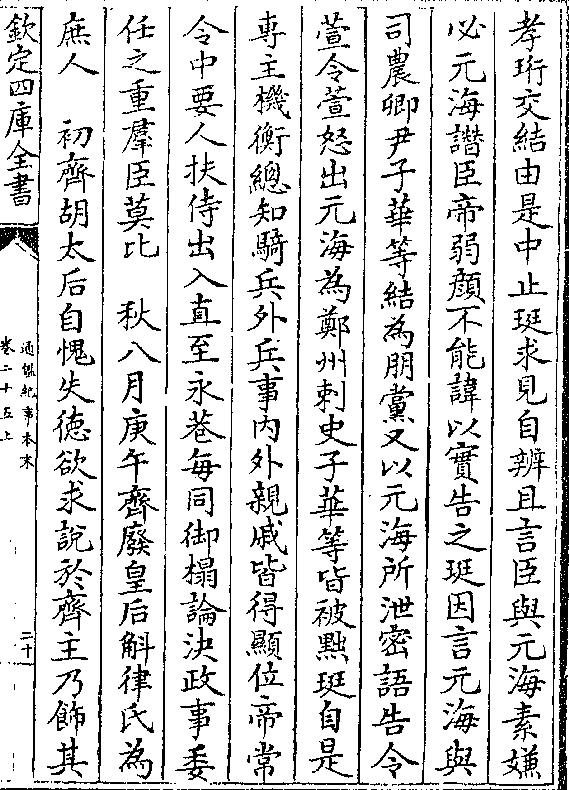 孝珩交結由是中止珽求見自辨且言臣與元海素嫌
必元海譖臣帝弱顔不能諱以實告之珽因言元海與
司農卿尹子華等結為朋黨又以元海所泄密語告令
萱令萱怒出元海為鄭州刺史子華等皆被黜珽自是
專主機衡總知騎兵外兵事内外親戚皆得顯位帝常
令中要人扶侍出入直至永巷每同御榻論決政事委
任之重羣臣莫比　秋八月庚午齊廢皇后斛律氏為
庶人　初齊胡太后自愧失徳欲求說於齊主乃飾其
欽定四庫全書
通鑑紀事本末
卷二十五上
二十